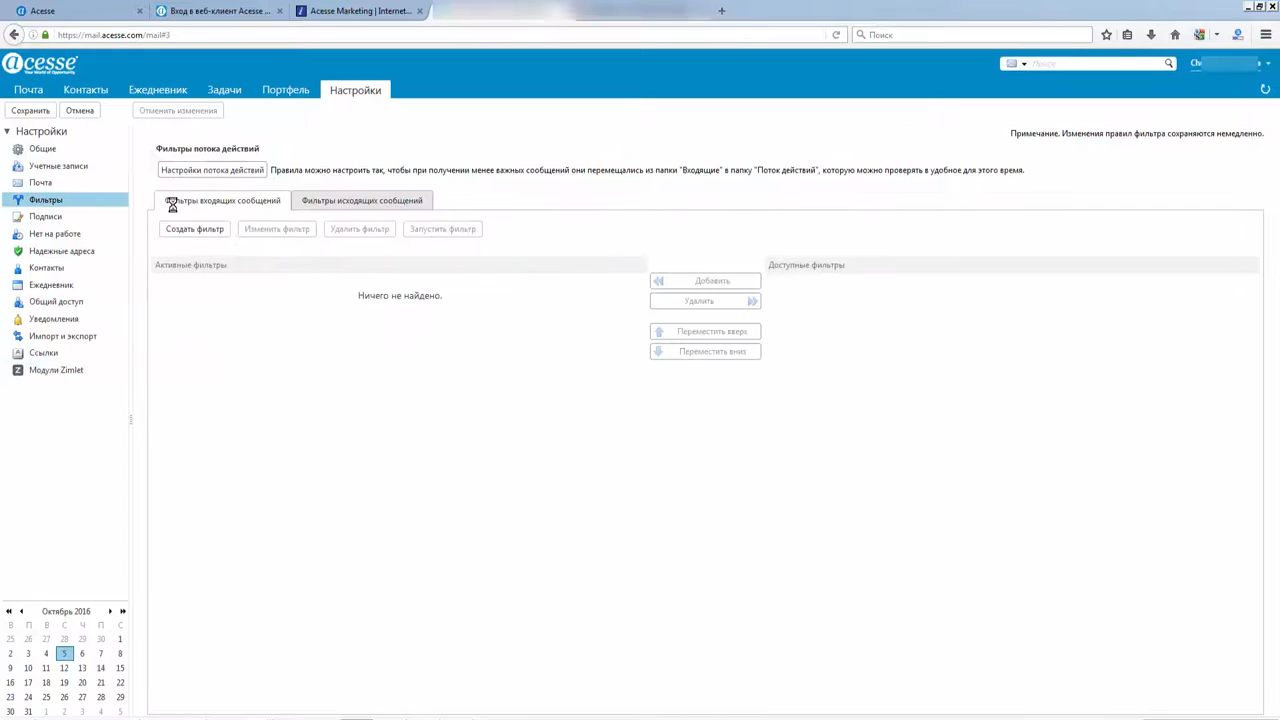 Acesse
Вход в веб-клиент Acesse ...
Acesse Marketing | Internet...
https://mail.acesse.com/mail#3
Поиск
acesse
Your World of Opportunity
Поиск
Ch
Почта
Контакты
Ежедневник
Задачи
Портфель
Настройки
Сохранить
Отмена
Отменить изменения
Настройки
Общие
Учетные записи
Почта
Фильтры
Подписи
Нет на работе
Надежные адреса
Контакты
Ежедневник
Общий доступ
Уведомления
Импорт и экспорт
Ссылки
Модули Zimlet
Примечание. Изменения правил фильтра сохраняются немедленно.
Фильтры потока действий
Настройки потока действий
Правила можно настроить так, чтобы при получении менее важных сообщений они перемещались из папки "Входящие" в папку "Поток действий", которую можно проверять в удобное для этого время.
входящих сообщений
Фильтры исходящих сообщений
Создать фильтр
Изменить фильтр
Удалить фильтр
Запустить фильтр
Активные фильтры
Ничего не найдено.
Добавить
Удалить
Переместить вверх
Переместить вниз
Доступные фильтры
Октябрь 2016
В П В С Ч П С
25 26 27 28 29 30 1
2 3 4 5 6 7 8
9 10 11 12 13 14 15
16 17 18 19 20 21 22
23 24 25 26 27 28 29
30 31 1 2 3 4 5